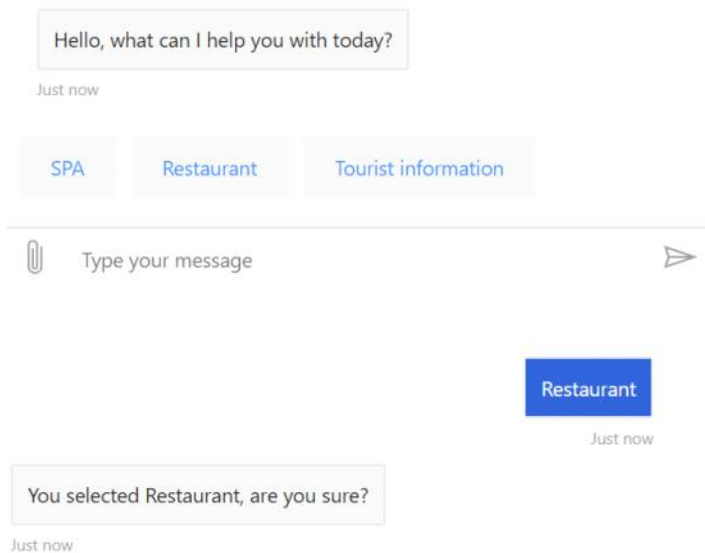 Hello, what can I help you with today?
Just now
SPA Restaurant Tourist information
Type your message
Restaurant
Just now
You selected Restaurant, are you sure?
Just now